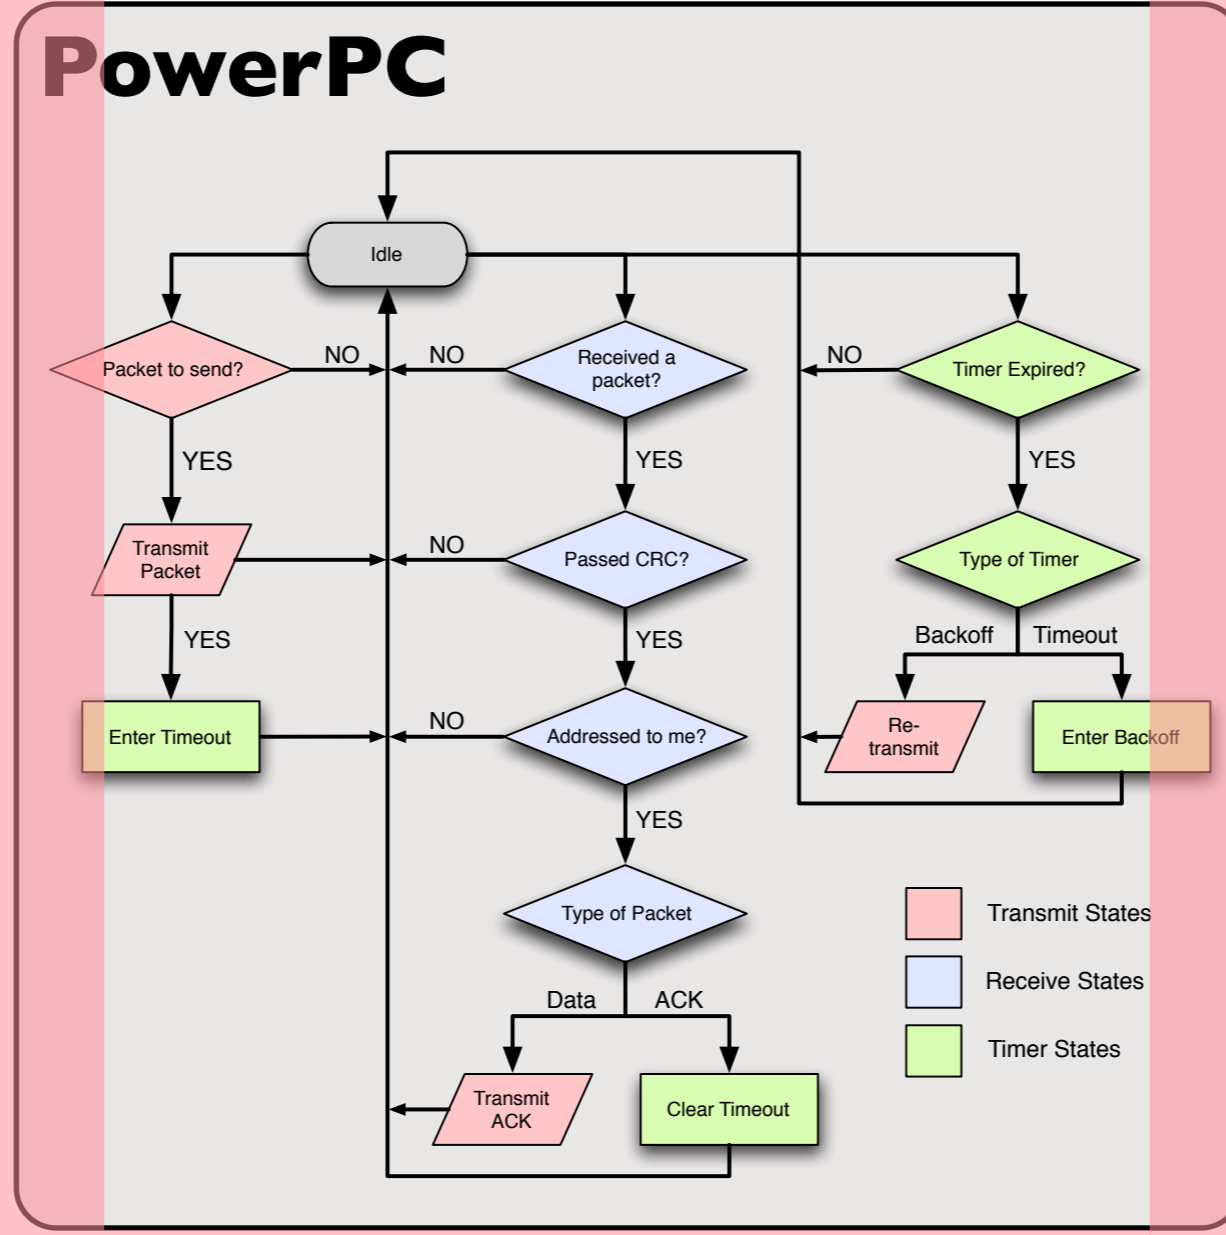 PowerPC
Idle
Packet to send?
NO
NO
Received a
packet?
NO
Timer Expired?
YES
YES
YES
Transmit
Packet
NO
Passed CRC?
Type of Timer
YES
YES
Backoff
Timeout
Enter Timeout
NO
Addressed to me?
Re-
transmit
Enter Backoff
YES
Type of Packet
Transmit States
Receive States
Timer States
Data
ACK
Transmit
ACK
Clear Timeout